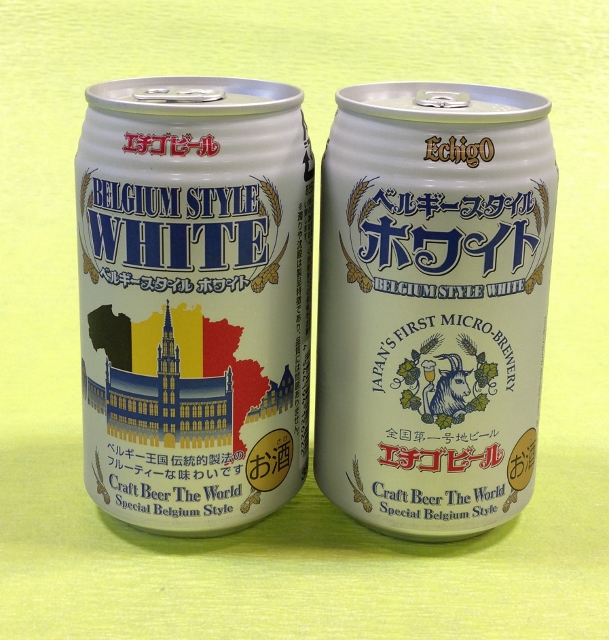 エチゴビール
BELGIUM STYLE
WHITE
ベルギースタイル ホワイト
ベルギー王国伝統的製法の
フルーティーな味わいです
お酒
Craft Beer The World
Special Belgium Style
EchigO
ベルギースタイル
ホワイト
BELGIUM STYLE WHITE
JAPAN'S FIRST MICRO-BREWERY
全国第一号地ビール
エチゴビール
お酒
Craft Beer The World
Special Belgium Style